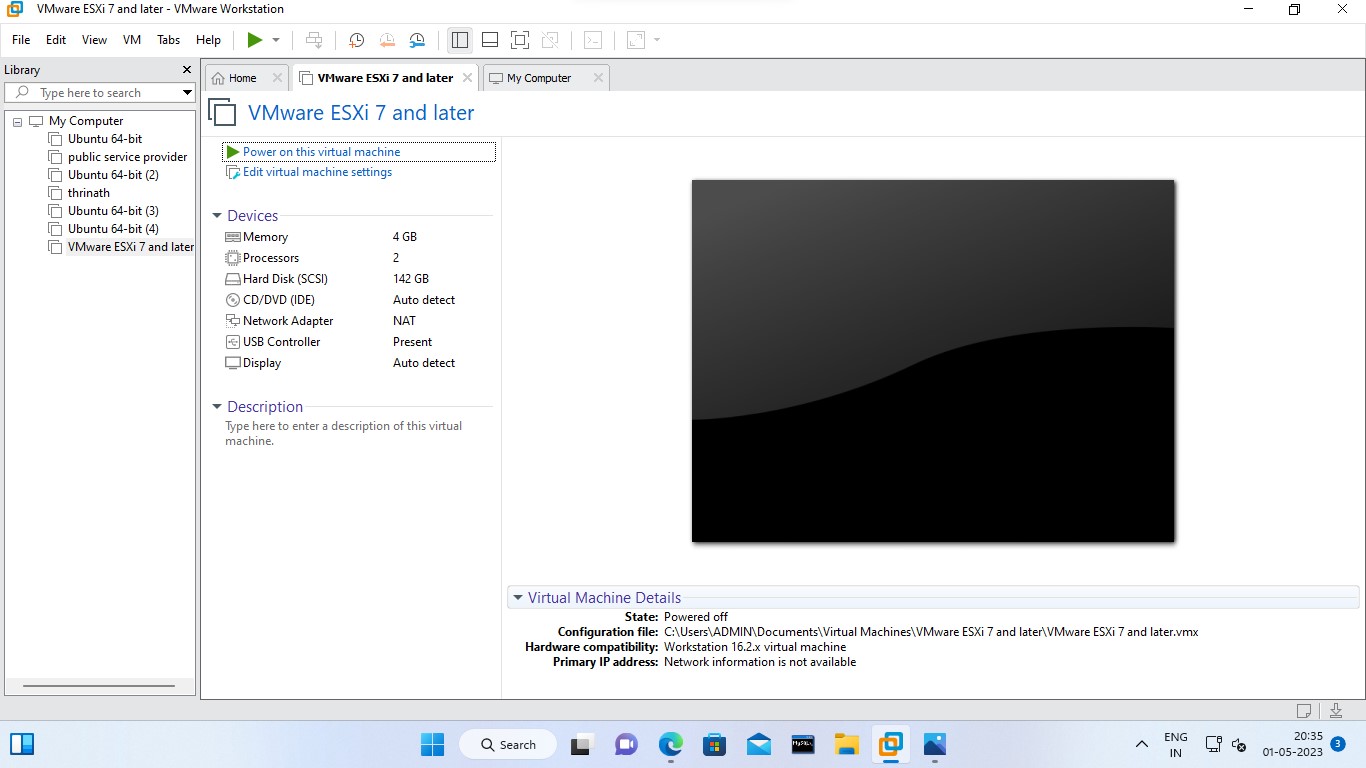 VMware ESXi 7 and later - VMware Workstation
File Edit View VM Tabs Help
Library
Type here to search
My Computer
Ubuntu 64-bit
public service provider
Ubuntu 64-bit (2)
thrinath
Ubuntu 64-bit (3)
Ubuntu 64-bit (4)
VMware ESXi 7 and later
Home VMware ESXi 7 and later My Computer
VMware ESXi 7 and later
Power on this virtual machine
Edit virtual machine settings
Devices
Memory 4 GB
Processors 2
Hard Disk (SCSI) 142 GB
CD/DVD (IDE) Auto detect
Network Adapter NAT
USB Controller Present
Display Auto detect
Description
Type here to enter a description of this virtual
machine.
Virtual Machine Details
State: Powered off
Configuration file: C:\Users\ADMIN\Documents\Virtual Machines\VMware ESXi 7 and later\VMware ESXi 7 and later.vmx
Hardware compatibility: Workstation 16.2.x virtual machine
Primary IP address: Network information is not available
Search
MySQL
ENG
IN
20:35
01-05-2023
3